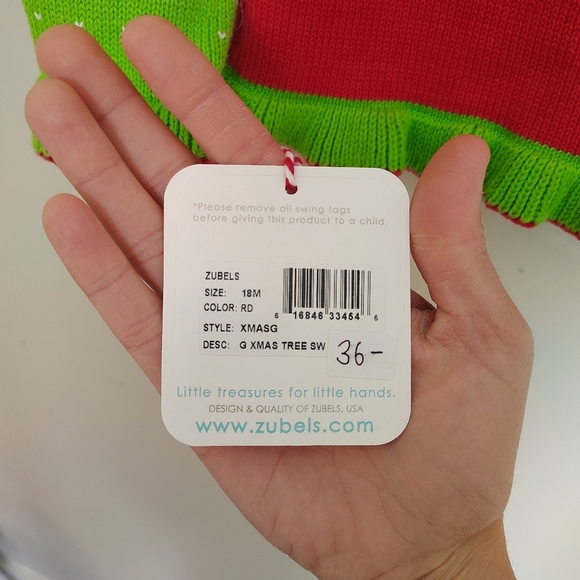 *Please remove all swing tags
before giving this product to a child.
ZUBELS
SIZE: 18M
COLOR: RD
6 16846 33454 6
STYLE: XMASG
DESC: G XMAS TREE SW
36-
Little treasures for little hands.
DESIGN & QUALITY OF ZUBELS, USA
www.zubels.com